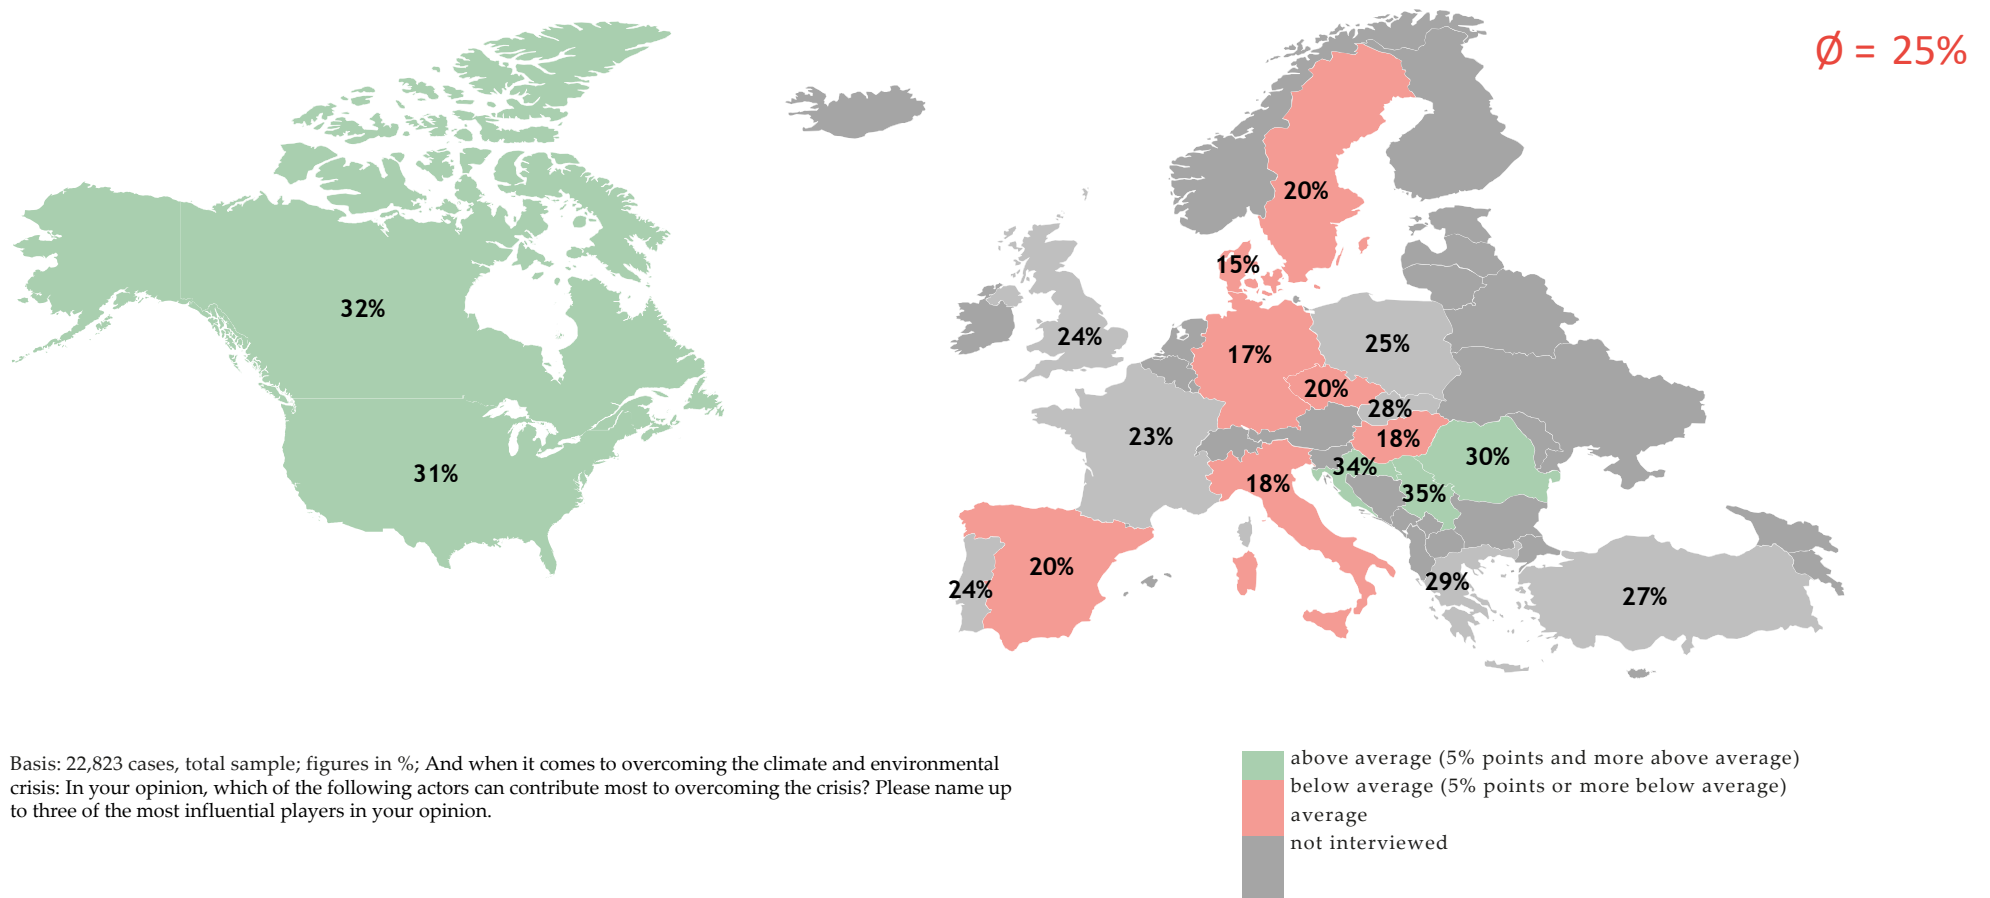 Ø = 25%
20%
15%
32%
24%
25%
17%
20%
28%
23%
18%
30%
34%
31%
18%
35%
20%
29%
24%
27%
Basis: 22,823 cases, total sample; figures in %; And when it comes to overcoming the climate and environmental
crisis: In your opinion, which of the following actors can contribute most to overcoming the crisis? Please name up
to three of the most influential players in your opinion.
above average (5% points and more above average)
below average (5% points or more below average)
average
not interviewed